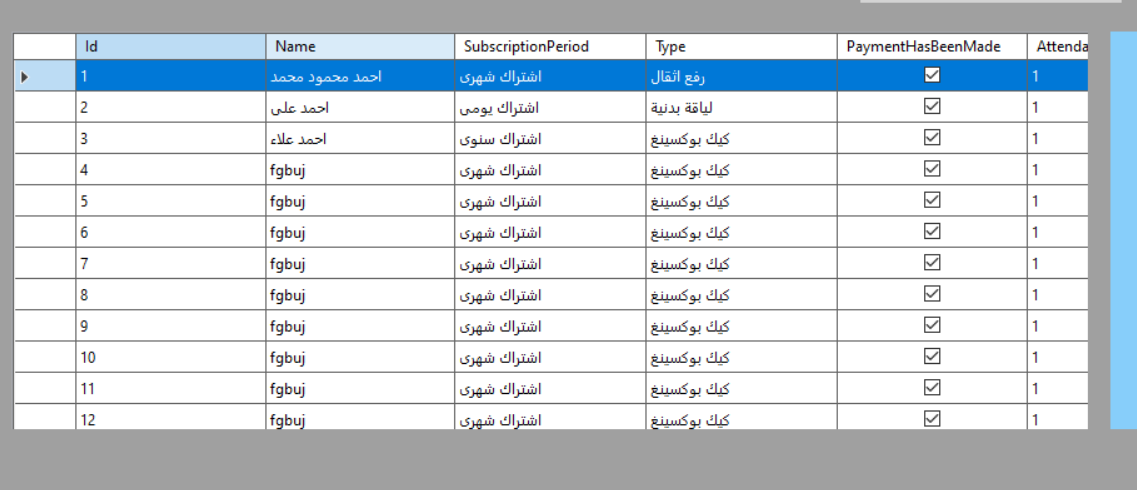 Id Name SubscriptionPeriod Type PaymentHasBeenMade Attenda
1 احمد محمود محمد اشتراك شهرى رفع اثقال 1
2 احمد على اشتراك يومى لياقة بدنية 1
3 احمد علاء اشتراك سنوى كيك بوكسينغ 1
4 fgbuj اشتراك شهرى كيك بوكسينغ 1
5 fgbuj اشتراك شهرى كيك بوكسينغ 1
6 fgbuj اشتراك شهرى كيك بوكسينغ 1
7 fgbuj اشتراك شهرى كيك بوكسينغ 1
8 fgbuj اشتراك شهرى كيك بوكسينغ 1
9 fgbuj اشتراك شهرى كيك بوكسينغ 1
10 fgbuj اشتراك شهرى كيك بوكسينغ 1
11 fgbuj اشتراك شهرى كيك بوكسينغ 1
12 fgbuj اشتراك شهرى كيك بوكسينغ 1